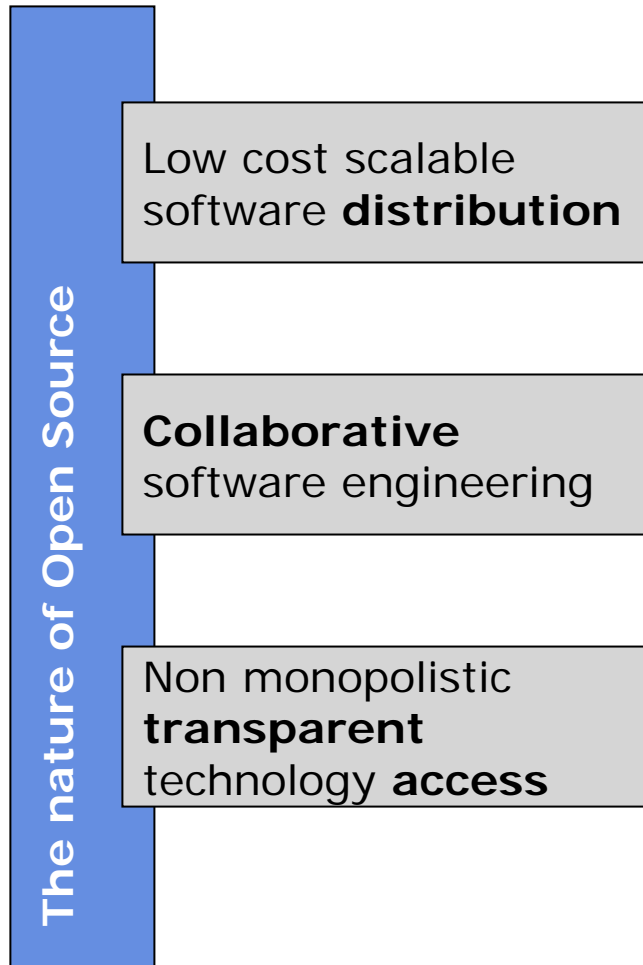 The nature of Open Source
Low cost scalable
software distribution
Collaborative
software engineering
Non monopolistic
transparent
technology access